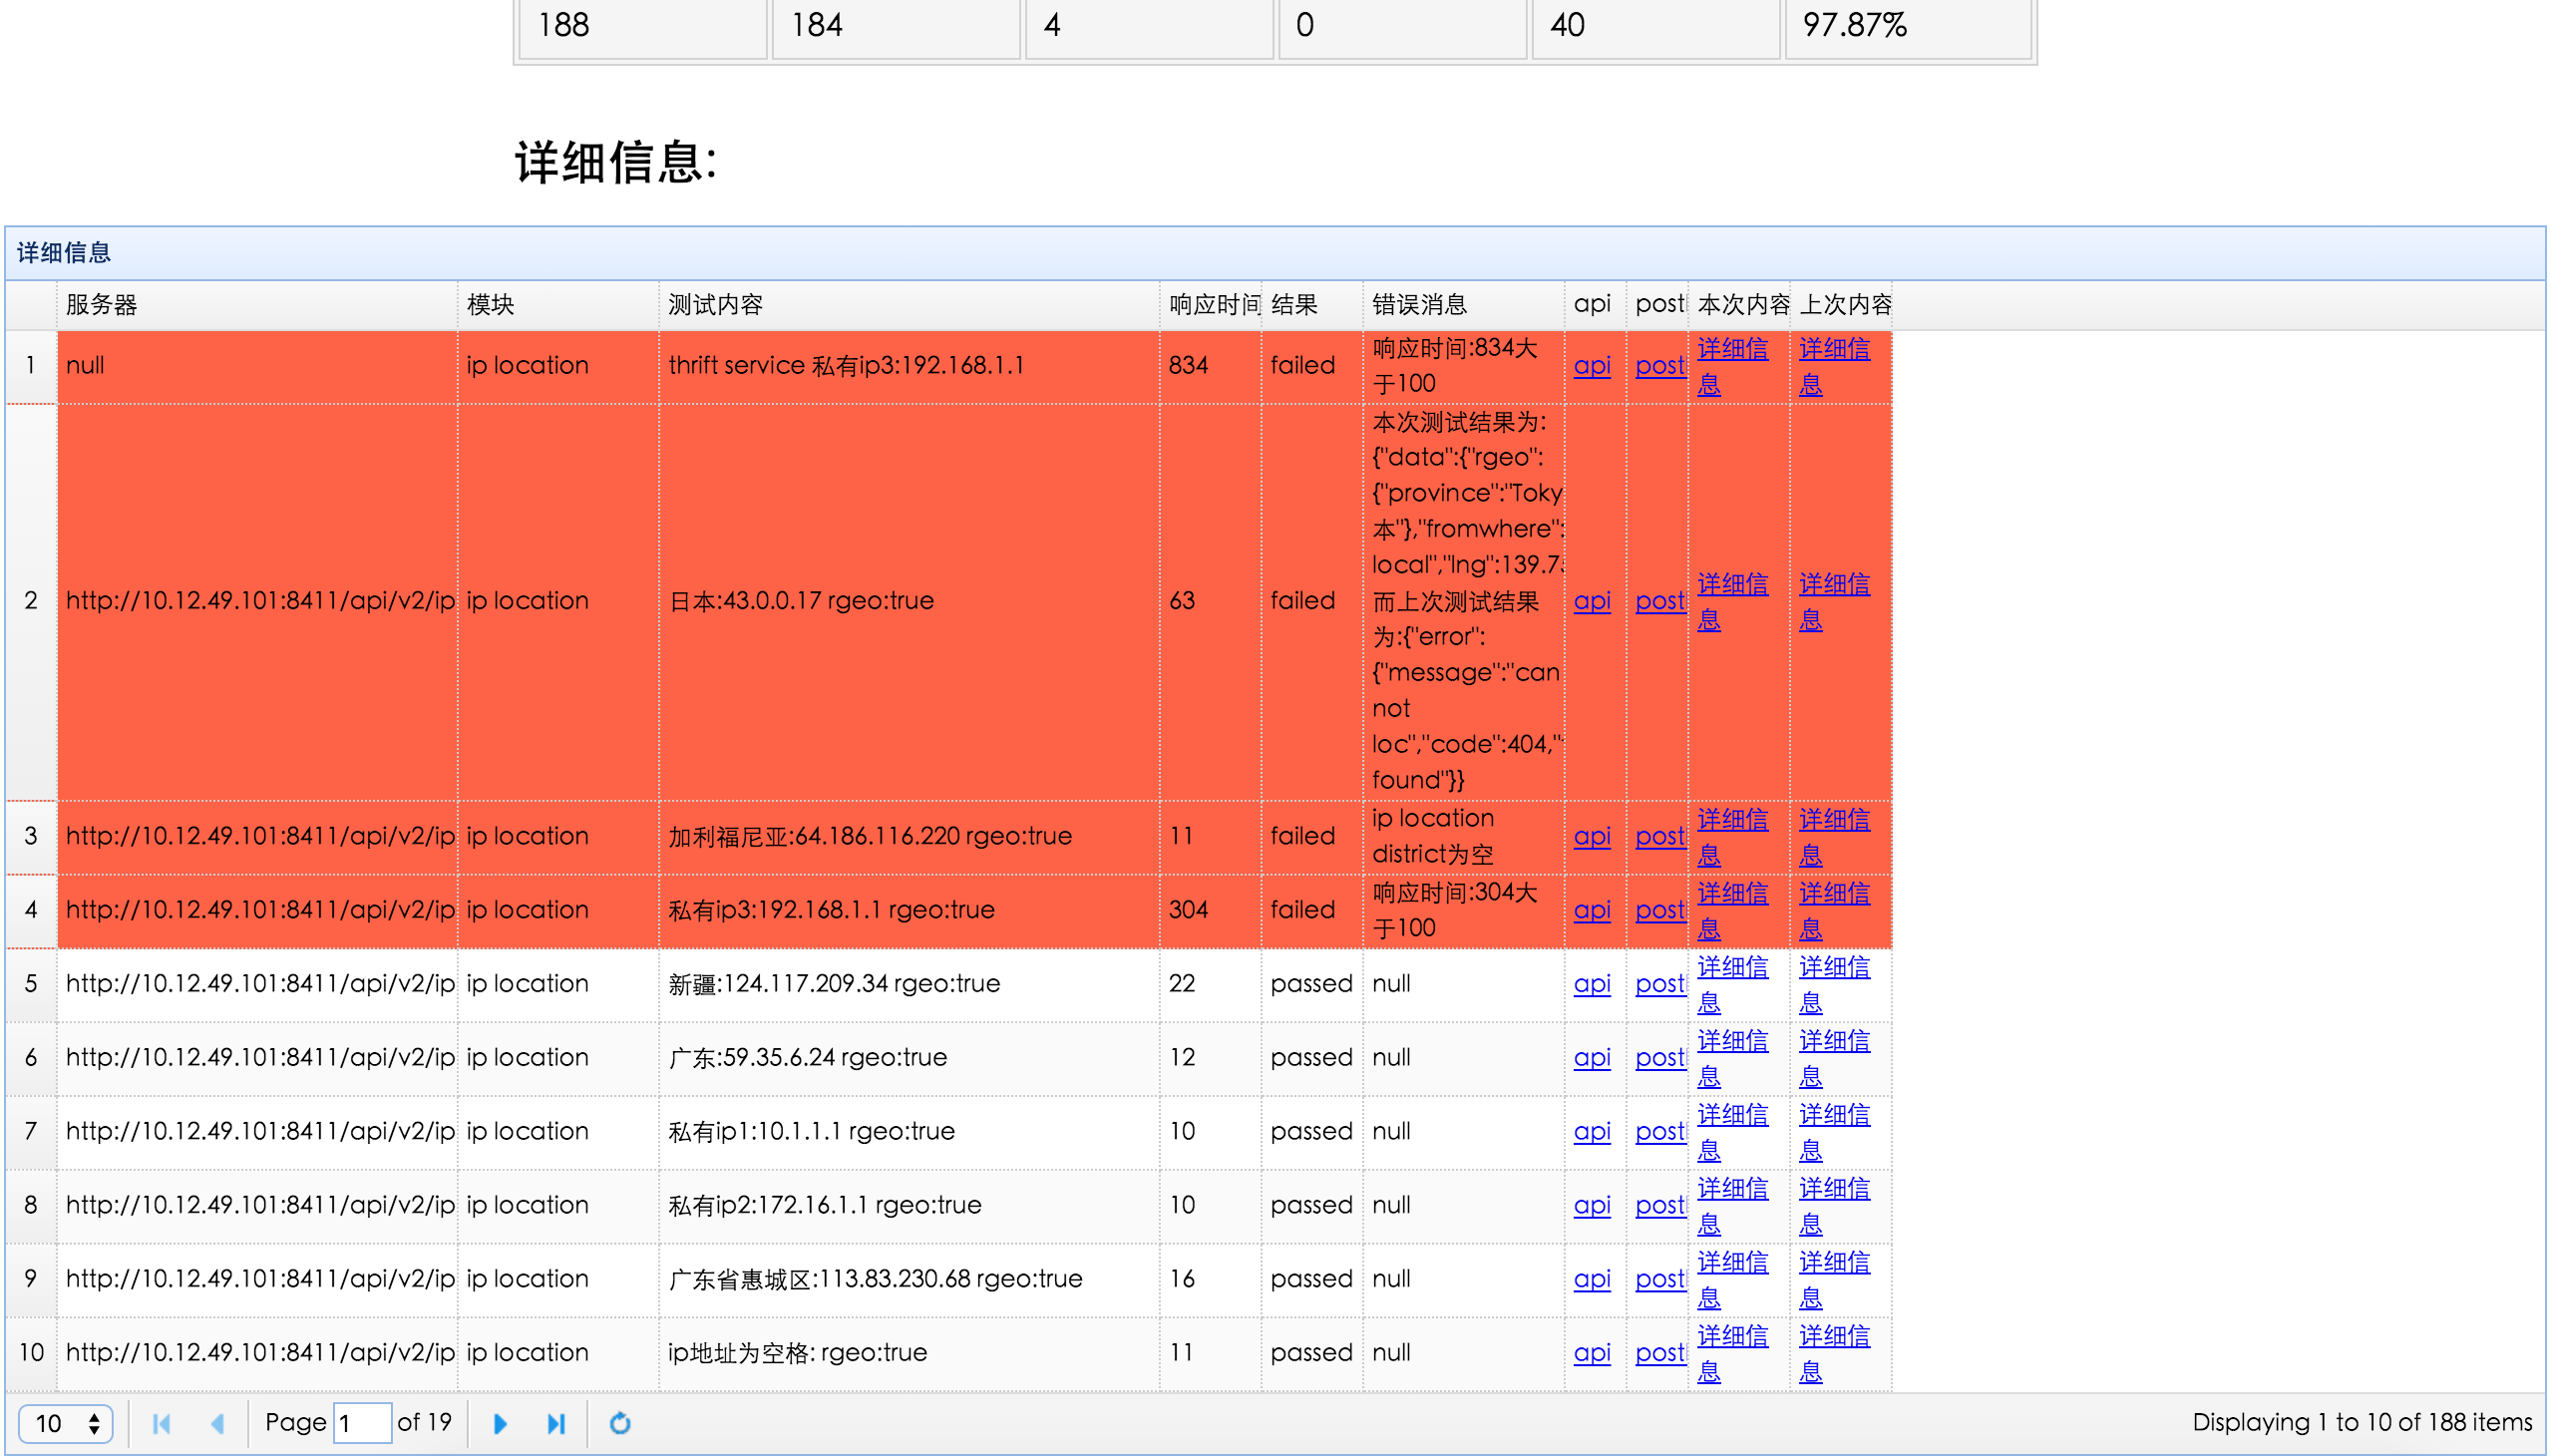 188 184 4 0 40 97.87%
详细信息:
详细信息
服务器 模块 测试内容 响应时间 结果 错误消息 api post 本次内容 上次内容
1 null ip location thrift service 私有ip3:192.168.1.1 834 failed 响应时间:834大 api post 详细信 详细信
于100 息 息
本次测试结果为:
{"data":{"rgeo":
{"province":"Toky
本"},"fromwhere":
local","lng":139.7
2 http://10.12.49.101:8411/api/v2/ip ip location 日本:43.0.0.17 rgeo:true 63 failed 而上次测试结果 api post 详细信 详细信
为:{"error": 息 息
{"message":"can
not
loc","code":404,"
found"}}
3 http://10.12.49.101:8411/api/v2/ip ip location 加利福尼亚:64.186.116.220 rgeo:true 11 failed ip location api post 详细信 详细信
district为空 息 息
4 http://10.12.49.101:8411/api/v2/ip ip location 私有ip3:192.168.1.1 rgeo:true 304 failed 响应时间:304大 api post 详细信 详细信
于100 息 息
5 http://10.12.49.101:8411/api/v2/ip ip location 新疆:124.117.209.34 rgeo:true 22 passed null api post 详细信 详细信
息 息
6 http://10.12.49.101:8411/api/v2/ip ip location 广东:59.35.6.24 rgeo:true 12 passed null api post 详细信 详细信
息 息
7 http://10.12.49.101:8411/api/v2/ip ip location 私有ip1:10.1.1.1 rgeo:true 10 passed null api post 详细信 详细信
息 息
8 http://10.12.49.101:8411/api/v2/ip ip location 私有ip2:172.16.1.1 rgeo:true 10 passed null api post 详细信 详细信
息 息
9 http://10.12.49.101:8411/api/v2/ip ip location 广东省惠城区:113.83.230.68 rgeo:true 16 passed null api post 详细信 详细信
息 息
10 http://10.12.49.101:8411/api/v2/ip ip location ip地址为空格: rgeo:true 11 passed null api post 详细信 详细信
息 息
10 Page 1 of 19 Displaying 1 to 10 of 188 items